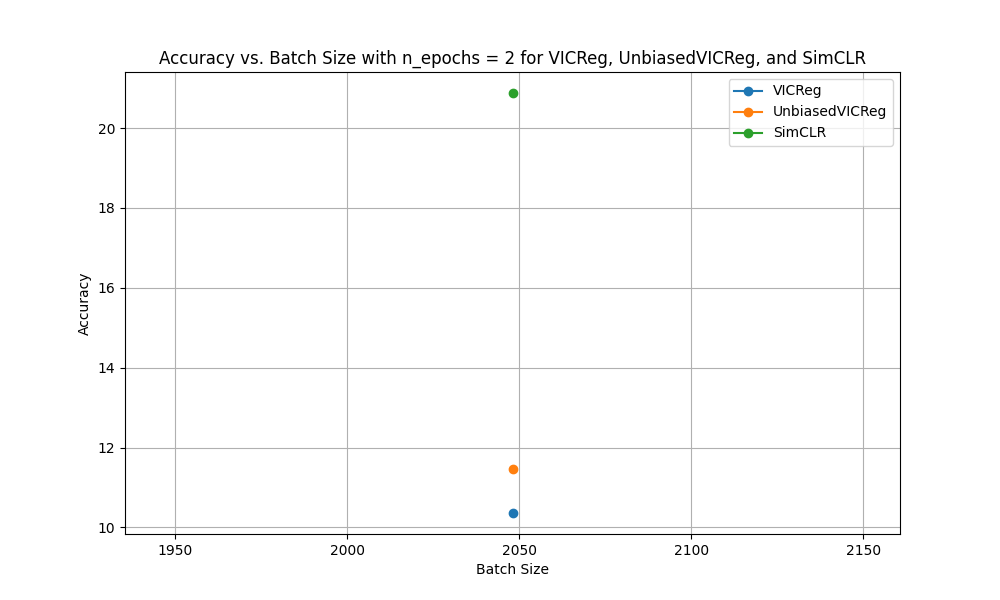 Accuracy vs. Batch Size with n_epochs = 2 for VICReg, UnbiasedVICReg, and SimCLR
VICReg
UnbiasedVICReg
SimCLR
Accuracy
20
18
16
14
12
10
1950
2000
2050
2100
2150
Batch Size